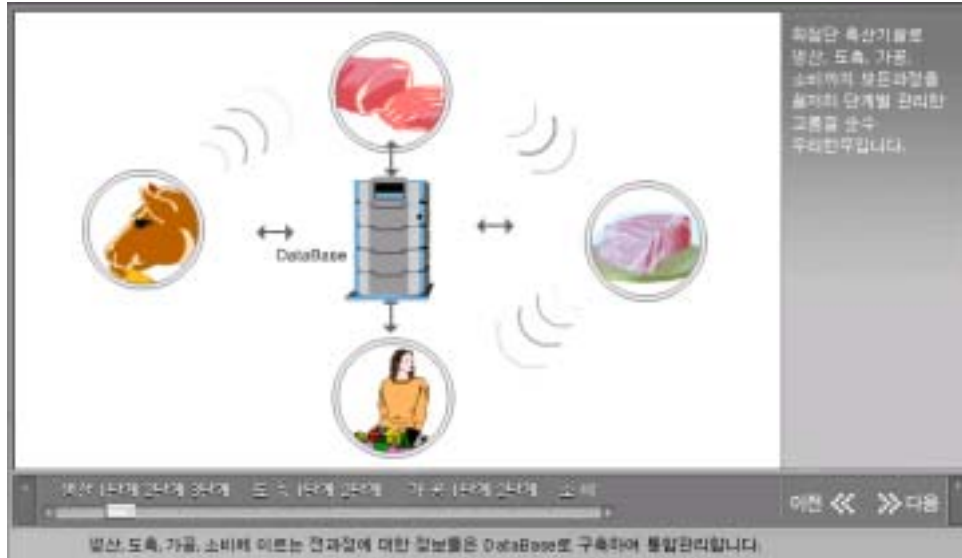 최첨단 축산기술로
명산, 도축, 가공,
소비까지 모든과정을
철저히 단계별 관리한
고품질 순수
우리한우입니다.
DataBase
명산 1단계 2단계 3단계 도축 1단계 2단계 가공 1단계 2단계 소비
이전 다음
명산, 도축, 가공, 소비에 이르는 전과정에 대한 정보들은 DataBase로 구축하여 통합관리합니다.